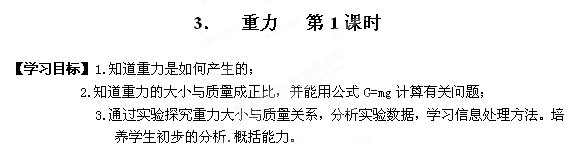 3． 重力 第1课时
【学习目标】1.知道重力是如何产生的;
2.知道重力的大小与质量成正比，并能用公式 G=mg 计算有关问题;
3.通过实验探究重力大小与质量关系，分析实验数据，学习信息处理方法。培
养学生初步的分析.概括能力。